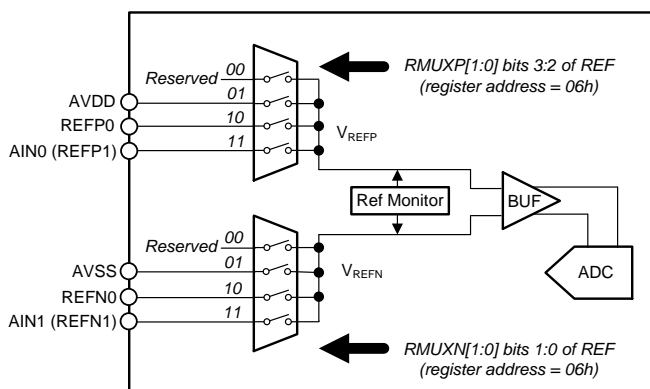 RMUXP[1:0] bits 3:2 of REF
(register address = 06h)
Reserved 00
AVDD 01
REFP0 10
AIN0 (REFP1) 11
VREFP
Ref Monitor
BUF
ADC
Reserved 00
AVSS 01
REFN0 10
AIN1 (REFN1) 11
VREFN
RMUXN[1:0] bits 1:0 of REF
(register address = 06h)